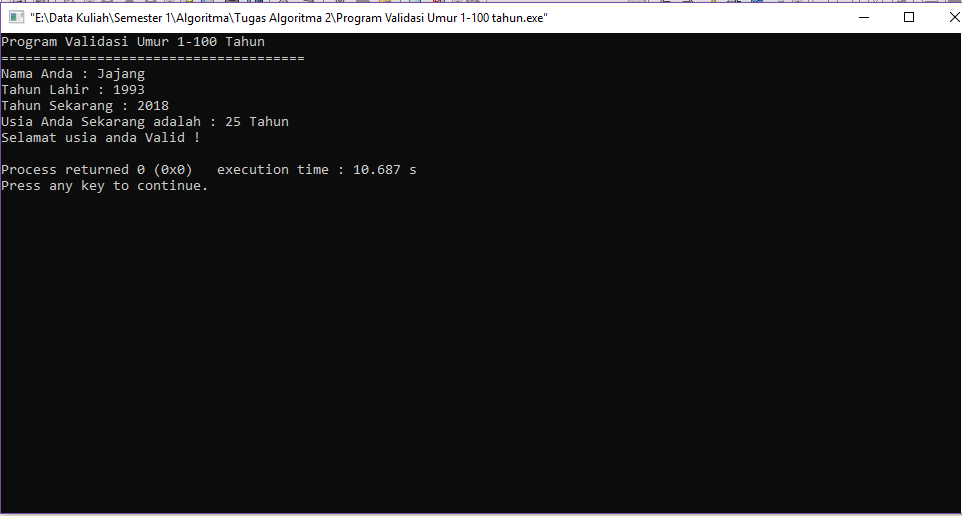 "E:\Data Kuliah\Semester 1\Algoritma\Tugas Algoritma 2\Program Validasi Umur 1-100 tahun.exe"
Program Validasi Umur 1-100 Tahun
======================================
Nama Anda : Jajang
Tahun Lahir : 1993
Tahun Sekarang : 2018
Usia Anda Sekarang adalah : 25 Tahun
Selamat usia anda Valid !
Process returned 0 (0x0)   execution time : 10.687 s
Press any key to continue.